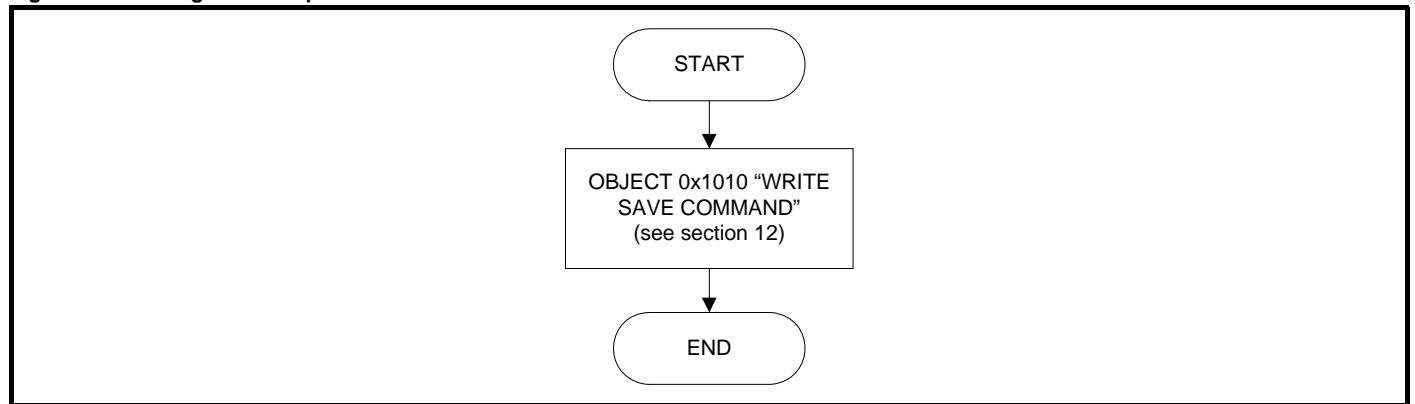 START
OBJECT 0x1010 “WRITE
SAVE COMMAND”
(see section 12)
END